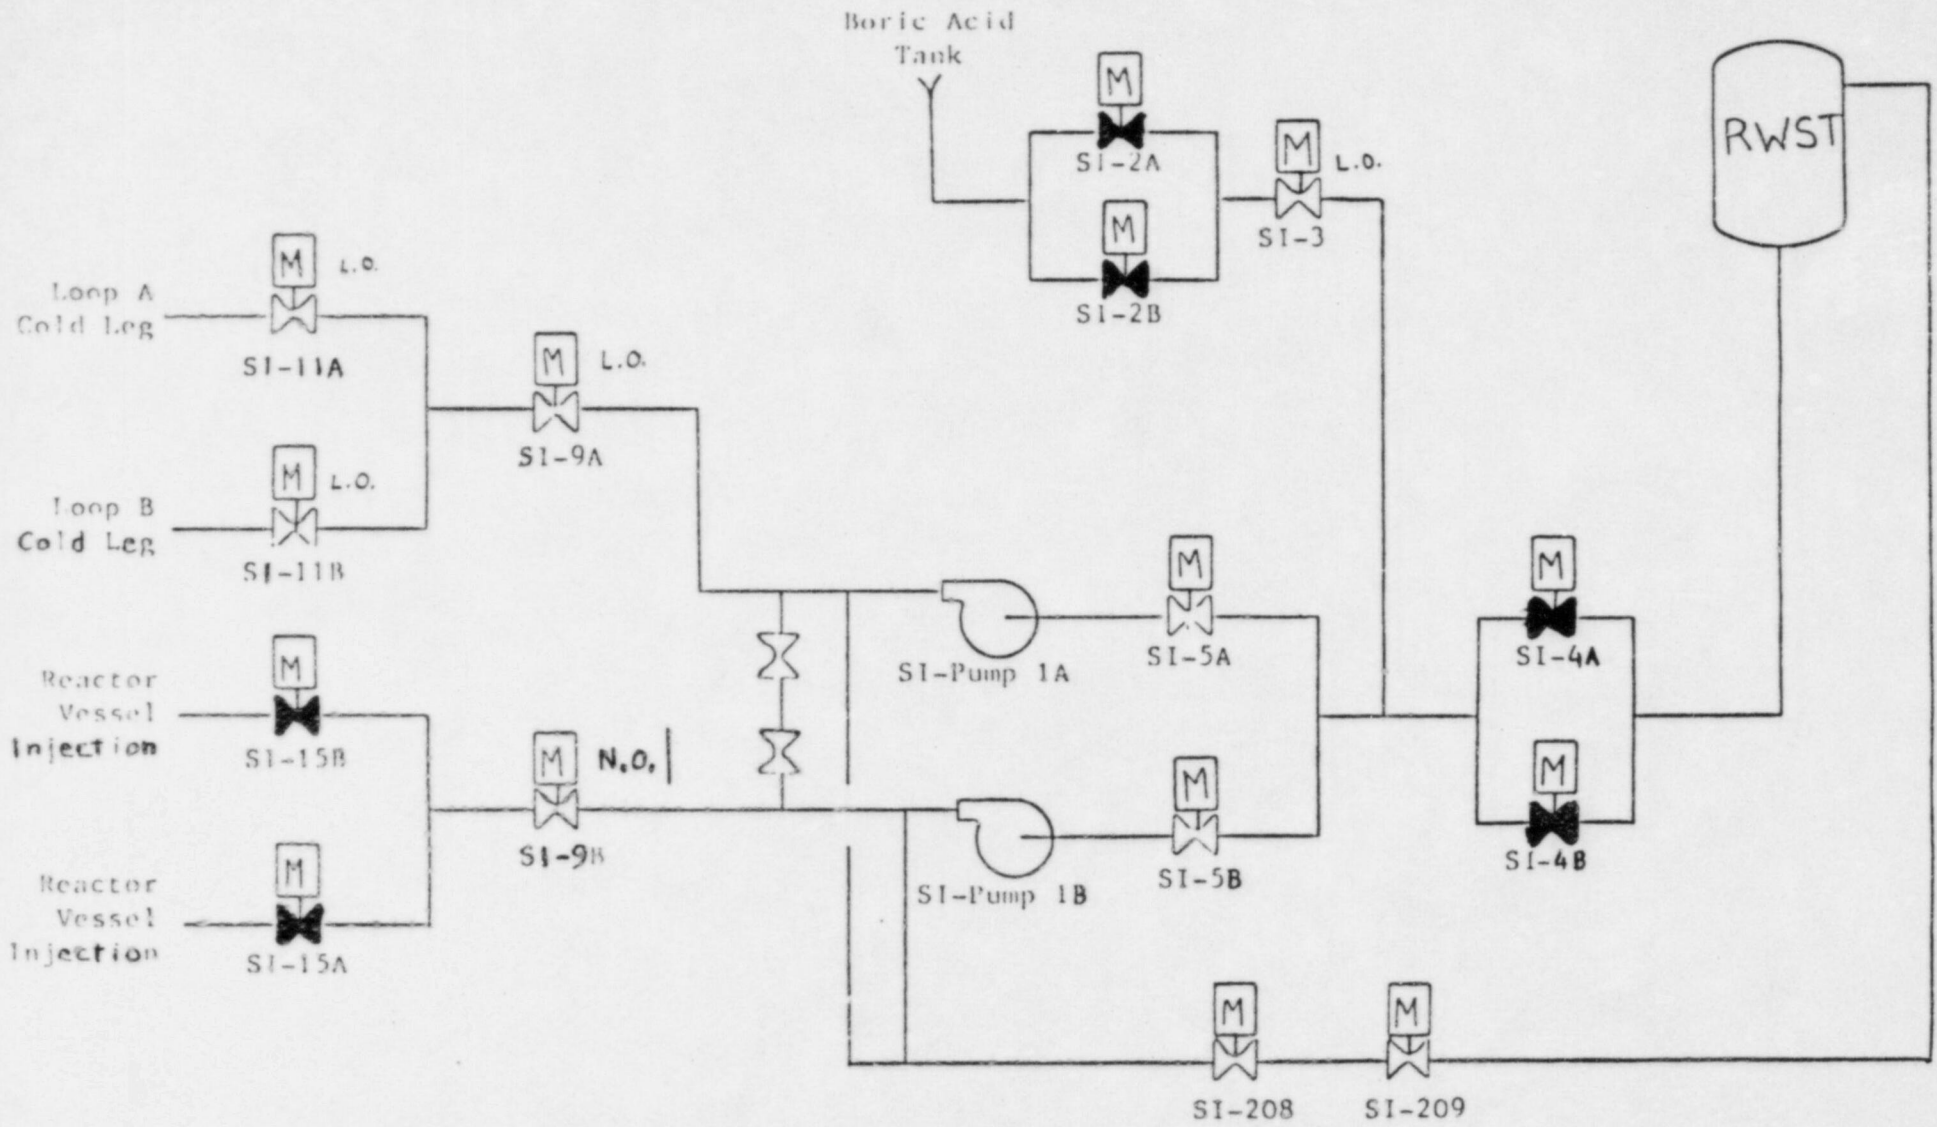 Boric Acid
Tank
M
SI-2A
M
L.O.
SI-3
RWST
M
SI-2B
M
L.O.
Loop A
Cold Leg
SI-11A
M
L.O.
SI-9A
M
L.O.
Loop B
Cold Leg
SI-11B
M
SI-5A
M
SI-4A
SI-Pump 1A
Reactor
Vessel
Injection
M
SI-15B
M
N.O.
SI-9B
M
SI-5B
M
SI-4B
SI-Pump 1B
Reactor
Vessel
Injection
M
SI-15A
M
SI-208
M
SI-209